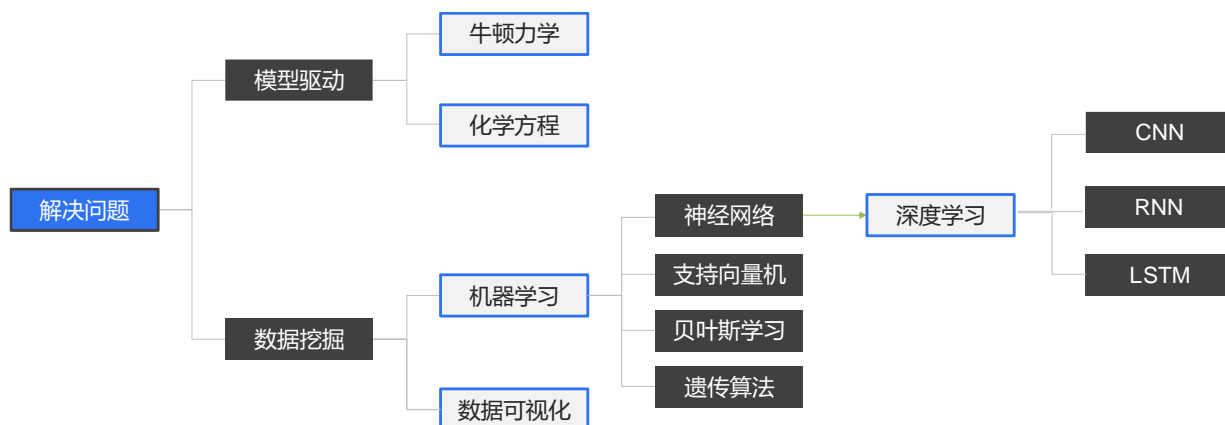 牛顿力学
模型驱动
化学方程
CNN
解决问题
神经网络
深度学习
RNN
支持向量机
LSTM
机器学习
数据挖掘
贝叶斯学习
遗传算法
数据可视化